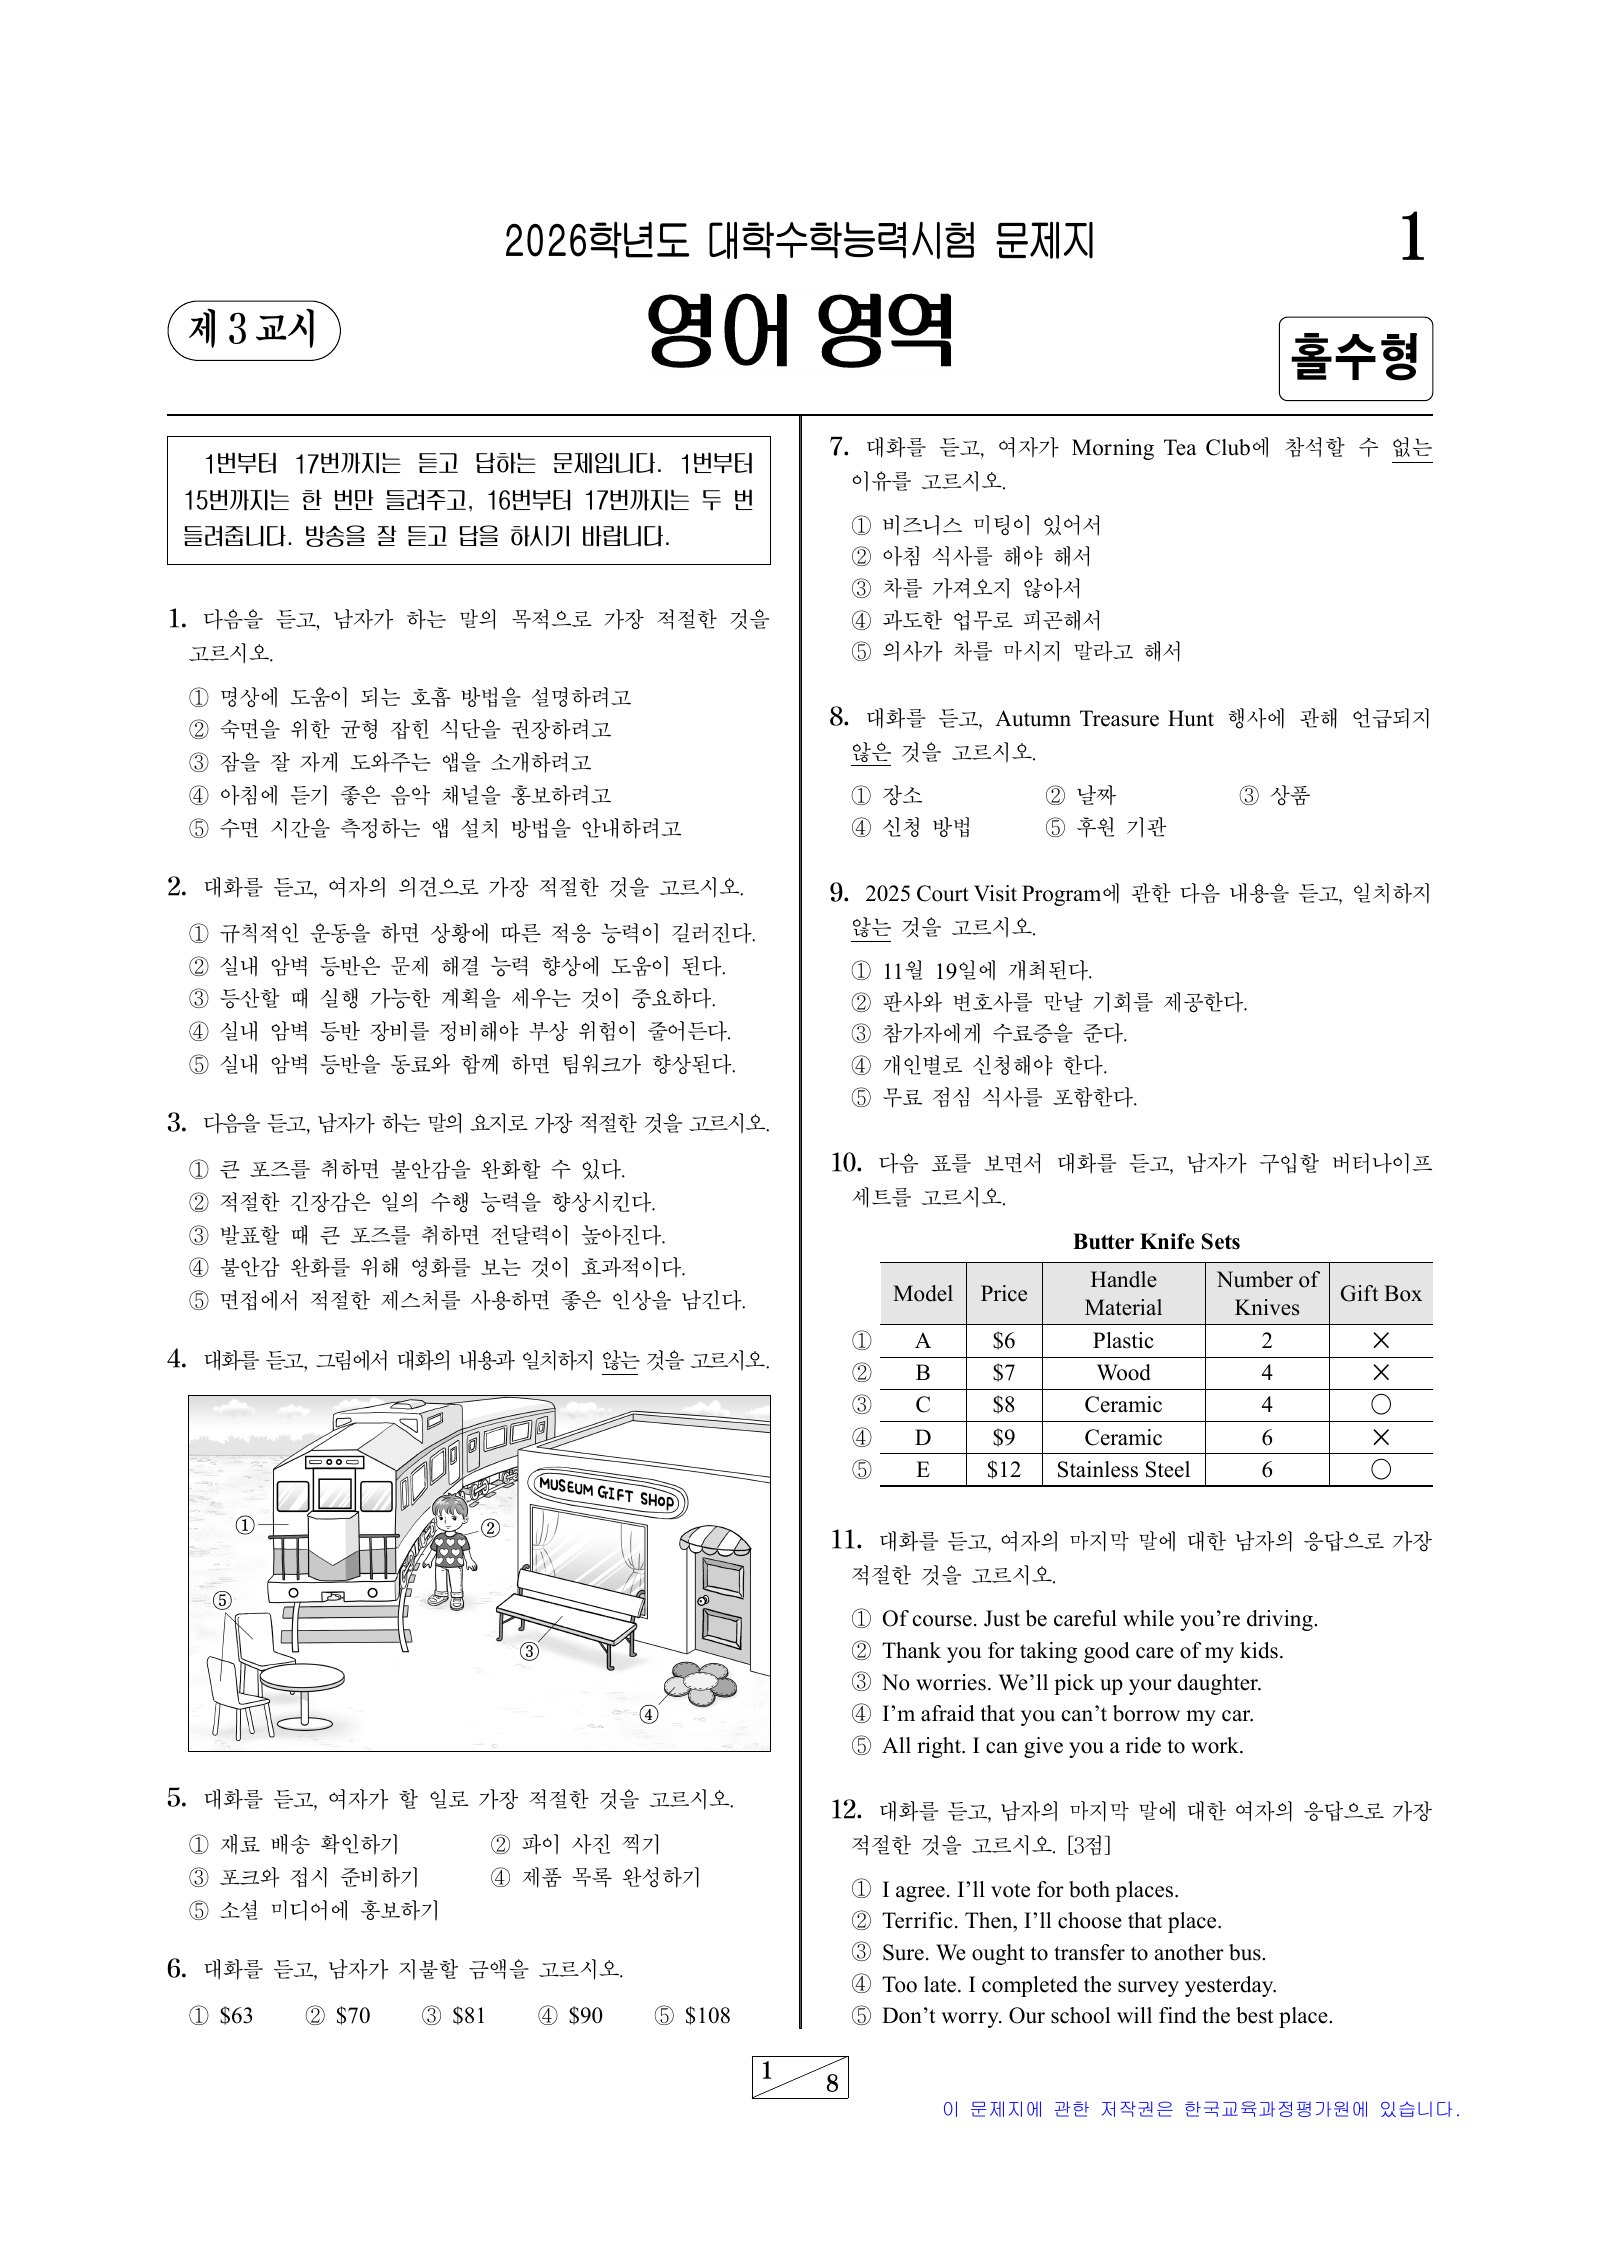 2026학년도 대학수학능력시험 문제지
1
제 3 교시
영어 영역
홀수형
1번부터 17번까지는 듣고 답하는 문제입니다. 1번부터
15번까지는 한 번만 들려주고, 16번부터 17번까지는 두 번
들려줍니다. 방송을 잘 듣고 답을 하시기 바랍니다.
1. 다음을 듣고, 남자가 하는 말의 목적으로 가장 적절한 것을
고르시오.
① 명상에 도움이 되는 호흡 방법을 설명하려고
② 숙면을 위한 균형 잡힌 식단을 권장하려고
③ 잠을 잘 자게 도와주는 앱을 소개하려고
④ 아침에 듣기 좋은 음악 채널을 홍보하려고
⑤ 수면 시간을 측정하는 앱 설치 방법을 안내하려고
2. 대화를 듣고, 여자의 의견으로 가장 적절한 것을 고르시오.
① 규칙적인 운동을 하면 상황에 따른 적응 능력이 길러진다.
② 실내 암벽 등반은 문제 해결 능력 향상에 도움이 된다.
③ 등산할 때 실행 가능한 계획을 세우는 것이 중요하다.
④ 실내 암벽 등반 장비를 정비해야 부상 위험이 줄어든다.
⑤ 실내 암벽 등반을 동료와 함께 하면 팀워크가 향상된다.
3. 다음을 듣고, 남자가 하는 말의 요지로 가장 적절한 것을 고르시오.
① 큰 포즈를 취하면 불안감을 완화할 수 있다.
② 적절한 긴장감은 일의 수행 능력을 향상시킨다.
③ 발표할 때 큰 포즈를 취하면 전달력이 높아진다.
④ 불안감 완화를 위해 영화를 보는 것이 효과적이다.
⑤ 면접에서 적절한 제스처를 사용하면 좋은 인상을 남긴다.
4. 대화를 듣고, 그림에서 대화의 내용과 일치하지 않는 것을 고르시오.
MUSEUM GIFT SHOP
①
②
③
④
⑤
5. 대화를 듣고, 여자가 할 일로 가장 적절한 것을 고르시오.
① 재료 배송 확인하기 ② 파이 사진 찍기
③ 포크와 접시 준비하기 ④ 제품 목록 완성하기
⑤ 소셜 미디어에 홍보하기
6. 대화를 듣고, 남자가 지불할 금액을 고르시오.
① $63 ② $70 ③ $81 ④ $90 ⑤ $108
7. 대화를 듣고, 여자가 Morning Tea Club에 참석할 수 없는
이유를 고르시오.
① 비즈니스 미팅이 있어서
② 아침 식사를 해야 해서
③ 차를 가져오지 않아서
④ 과도한 업무로 피곤해서
⑤ 의사가 차를 마시지 말라고 해서
8. 대화를 듣고, Autumn Treasure Hunt 행사에 관해 언급되지
않은 것을 고르시오.
① 장소 ② 날짜 ③ 상품
④ 신청 방법 ⑤ 후원 기관
9. 2025 Court Visit Program에 관한 다음 내용을 듣고, 일치하지
않는 것을 고르시오.
① 11월 19일에 개최된다.
② 판사와 변호사를 만날 기회를 제공한다.
③ 참가자에게 수료증을 준다.
④ 개인별로 신청해야 한다.
⑤ 무료 점심 식사를 포함한다.
10. 다음 표를 보면서 대화를 듣고, 남자가 구입할 버터나이프
세트를 고르시오.
Butter Knife Sets
Model Price Handle Material Number of Knives Gift Box
① A $6 Plastic 2 ×
② B $7 Wood 4 ×
③ C $8 Ceramic 4 ○
④ D $9 Ceramic 6 ×
⑤ E $12 Stainless Steel 6 ○
11. 대화를 듣고, 여자의 마지막 말에 대한 남자의 응답으로 가장
적절한 것을 고르시오.
① Of course. Just be careful while you're driving.
② Thank you for taking good care of my kids.
③ No worries. We'll pick up your daughter.
④ I'm afraid that you can't borrow my car.
⑤ All right. I can give you a ride to work.
12. 대화를 듣고, 남자의 마지막 말에 대한 여자의 응답으로 가장
적절한 것을 고르시오. [3점]
① I agree. I'll vote for both places.
② Terrific. Then, I'll choose that place.
③ Sure. We ought to transfer to another bus.
④ Too late. I completed the survey yesterday.
⑤ Don't worry. Our school will find the best place.
1
8
이 문제지에 관한 저작권은 한국교육과정평가원에 있습니다.